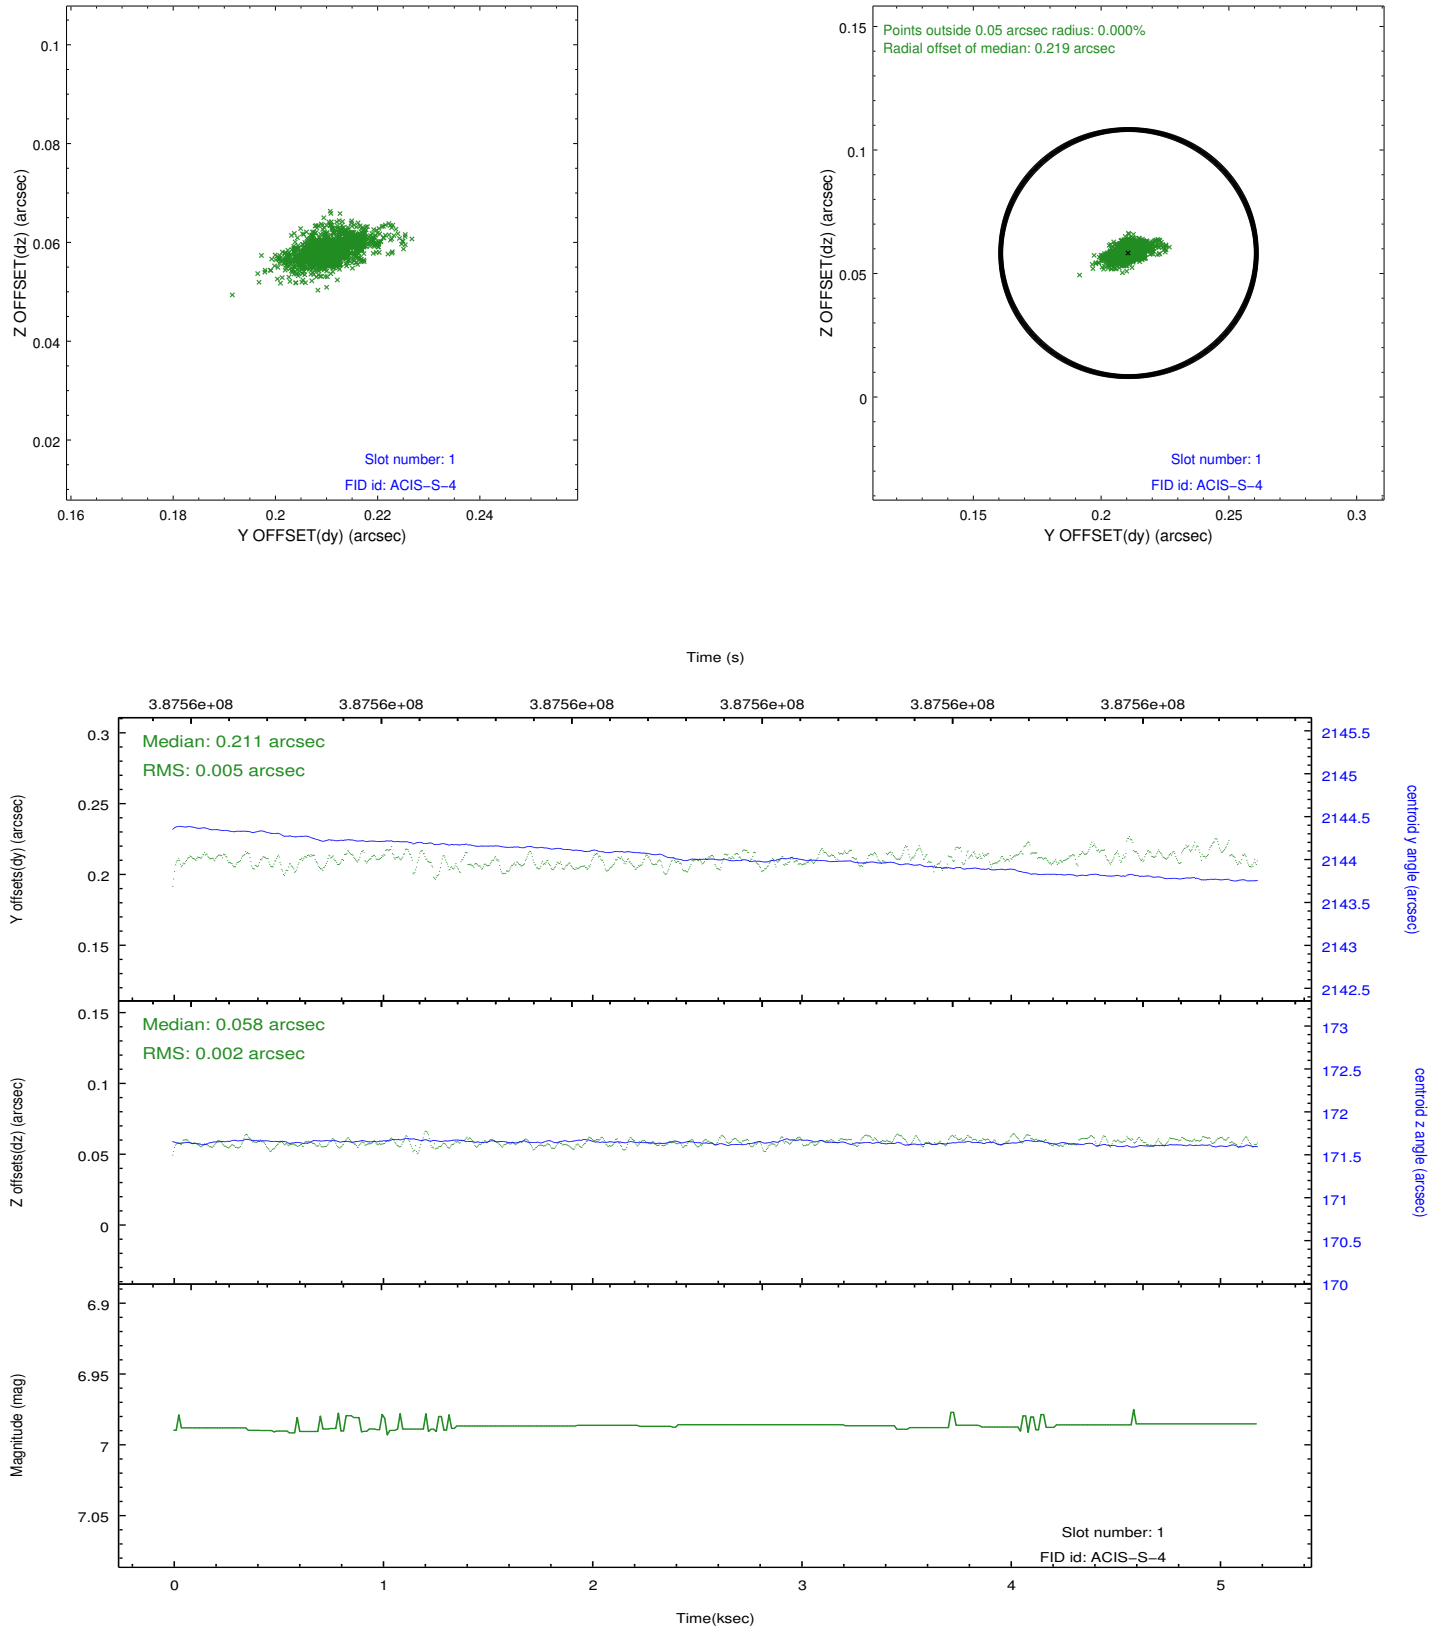 0.1
0.08
0.06
0.04
0.02
Z OFFSET(dz) (arcsec)
Slot number: 1
FID id: ACIS−S−4
0.16 0.18 0.2 0.22 0.24
Y OFFSET(dy) (arcsec)
Points outside 0.05 arcsec radius: 0.000%
Radial offset of median: 0.219 arcsec
0.15
0.1
0.05
0
Z OFFSET(dz) (arcsec)
Slot number: 1
FID id: ACIS−S−4
0.15 0.2 0.25 0.3
Y OFFSET(dy) (arcsec)
Time (s)
3.8756e+08 3.8756e+08 3.8756e+08 3.8756e+08 3.8756e+08 3.8756e+08
Median: 0.211 arcsec
RMS: 0.005 arcsec
0.3
0.25
0.2
0.15
Y offsets(dy) (arcsec)
2145.5
2145
2144.5
2144
2143.5
2143
2142.5
centroid y angle (arcsec)
Median: 0.058 arcsec
RMS: 0.002 arcsec
0.15
0.1
0.05
0
Z offsets(dz) (arcsec)
173
172.5
172
171.5
171
170.5
170
centroid z angle (arcsec)
6.9
6.95
7
7.05
Magnitude (mag)
Slot number: 1
FID id: ACIS−S−4
0 1 2 3 4 5
Time(ksec)